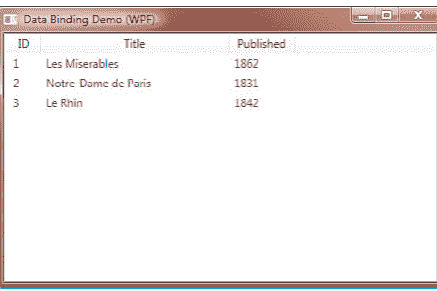 Data Binding Demo (WPF)
ID Title Published
1 Les Miserables 1862
2 Notre-Dame de Paris 1831
3 Le Rhin 1842